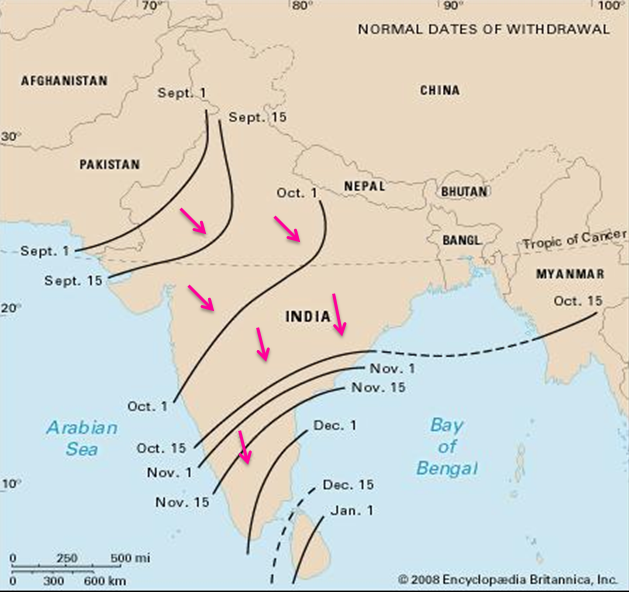 70°
80°
90°
100°
NORMAL DATES OF WITHDRAWAL
AFGHANISTAN
Sept. 1
CHINA
Sept. 15
30°
PAKISTAN
Oct. 1
NEPAL
BHUTAN
Sept. 1
BANGL.
Tropic of Cancer
Sept. 15
MYANMAR
20°
INDIA
Oct. 15
Nov. 1
Nov. 15
Oct. 1
Arabian
Sea
Dec. 1
Bay
of
Bengal
Oct. 15
Nov. 1
10°
Nov. 15
Dec. 15
Jan. 1
0 250 500 mi
0 300 600 km
© 2008 Encyclopædia Britannica, Inc.